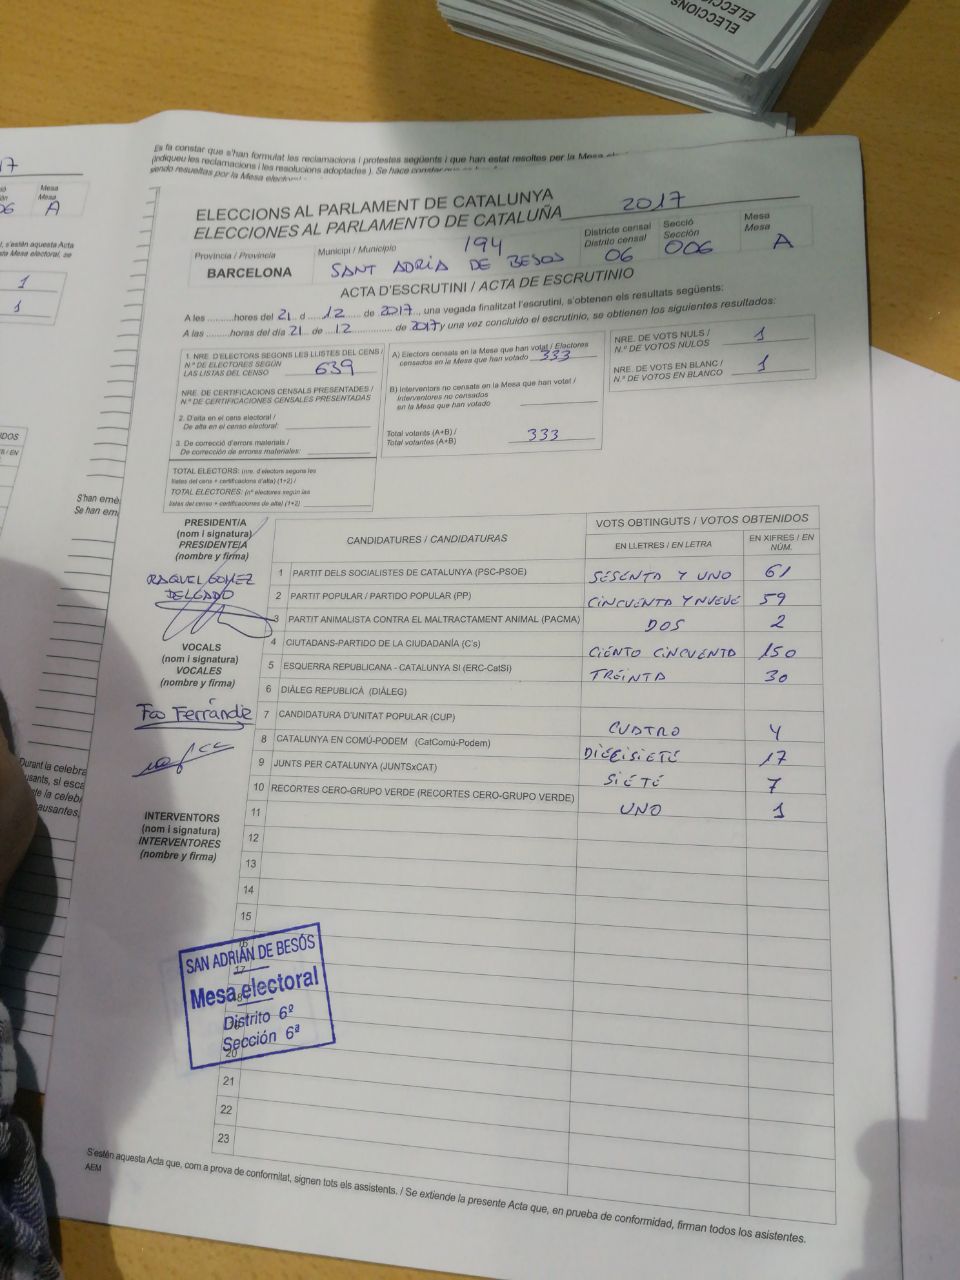 ELECCIONS
Es fa constar que s'han formulat les reclamacions i protestes següents i que han estat resoltes per la Mesa
(indiqueu les reclamacions i les resolucions adoptades ). Se hace constar que
sendo resueltas por la Mesa
ELECCIONS AL PARLAMENT DE CATALUNYA
ELECCIONES AL PARLAMENTO DE CATALUÑA 2017
Provincia / Província
BARCELONA
Municipi / Municipio 194
SANT ADRIA DE BESOS
Districte censal
Distrito censal
06
Secció
Sección
006
Mesa
Mesa
A
ACTA D'ESCRUTINI / ACTA DE ESCRUTINIO
A les ..........hores del 21 d ....12...... de 2017..., una vegada finalitzat l'escrutini, s'obtenen els resultats següents:
A las ..........horas del día 21 de ...12............... de 2017 y una vez concluido el escrutinio, se obtienen los siguientes resultados:
1. NRE. D'ELECTORS SEGONS LES LLISTES DEL CENS /
N.º DE ELECTORES SEGÚN
LAS LISTAS DEL CENSO 639
NRE. DE CERTIFICACIONS CENSALS PRESENTADES /
N.º DE CERTIFICACIONES CENSALES PRESENTADAS
2. D'alta en el cens electoral /
De alta en el censo electoral:
3. De correcció d'errors materials /
De corrección de errores materiales:
TOTAL ELECTORS: (nre. d'electors segons les
llistes del cens + certificacions d'alta) (1+2) /
TOTAL ELECTORES: (nº electores según las
listas del censo + certificaciones de alta) (1+2)
A) Electors censats en la Mesa que han votat / Electores
censados en la Mesa que han votado 333
B) Interventors no censats en la Mesa que han votat /
Interventores no censados
en la Mesa que han votado
Total votants (A+B) /
Total votantes (A+B) 333
NRE. DE VOTS NULS /
N.º DE VOTOS NULOS 1
NRE. DE VOTS EN BLANC /
N.º DE VOTOS EN BLANCO 1
PRESIDENT/A
(nom i signatura)
PRESIDENTE/A
(nombre y firma)
RAQUEL GOMEZ
DELGADO
VOCALS
(nom i signatura)
VOCALES
(nombre y firma)
INTERVENTORS
(nom i signatura)
INTERVENTORES
(nombre y firma)
CANDIDATURES / CANDIDATURAS
VOTS OBTINGUTS / VOTOS OBTENIDOS
EN LLETRES / EN LETRA
EN XIFRES / EN NÚM.
1 PARTIT DELS SOCIALISTES DE CATALUNYA (PSC-PSOE) SESENTA Y UNO 61
2 PARTIT POPULAR / PARTIDO POPULAR (PP) CINCUENTA Y NUEVE 59
3 PARTIT ANIMALISTA CONTRA EL MALTRACTAMENT ANIMAL (PACMA) DOS 2
4 CIUTADANS-PARTIDO DE LA CIUDADANÍA (C's) CIENTO CINCUENTA 150
5 ESQUERRA REPUBLICANA - CATALUNYA SI (ERC-CatSí) TREINTA 30
6 DIÀLEG REPUBLICÀ (DIÀLEG)
7 CANDIDATURA D'UNITAT POPULAR (CUP) CUATRO 4
8 CATALUNYA EN COMÚ-PODEM (CatComú-Podem) DIECISIETE 17
9 JUNTS PER CATALUNYA (JUNTSxCAT) SIETE 7
10 RECORTES CERO-GRUPO VERDE (RECORTES CERO-GRUPO VERDE) UNO 1
11
12
13
14
15
16
17
18
19
20
21
22
23
SAN ADRIÁN DE BESÓS
Mesa electoral
Distrito 6º
Sección 6ª
S'estén aquesta Acta que, com a prova de conformitat, signen tots els assistents. / Se extiende la presente Acta que, en prueba de conformidad, firman todos los asistentes.
AEM